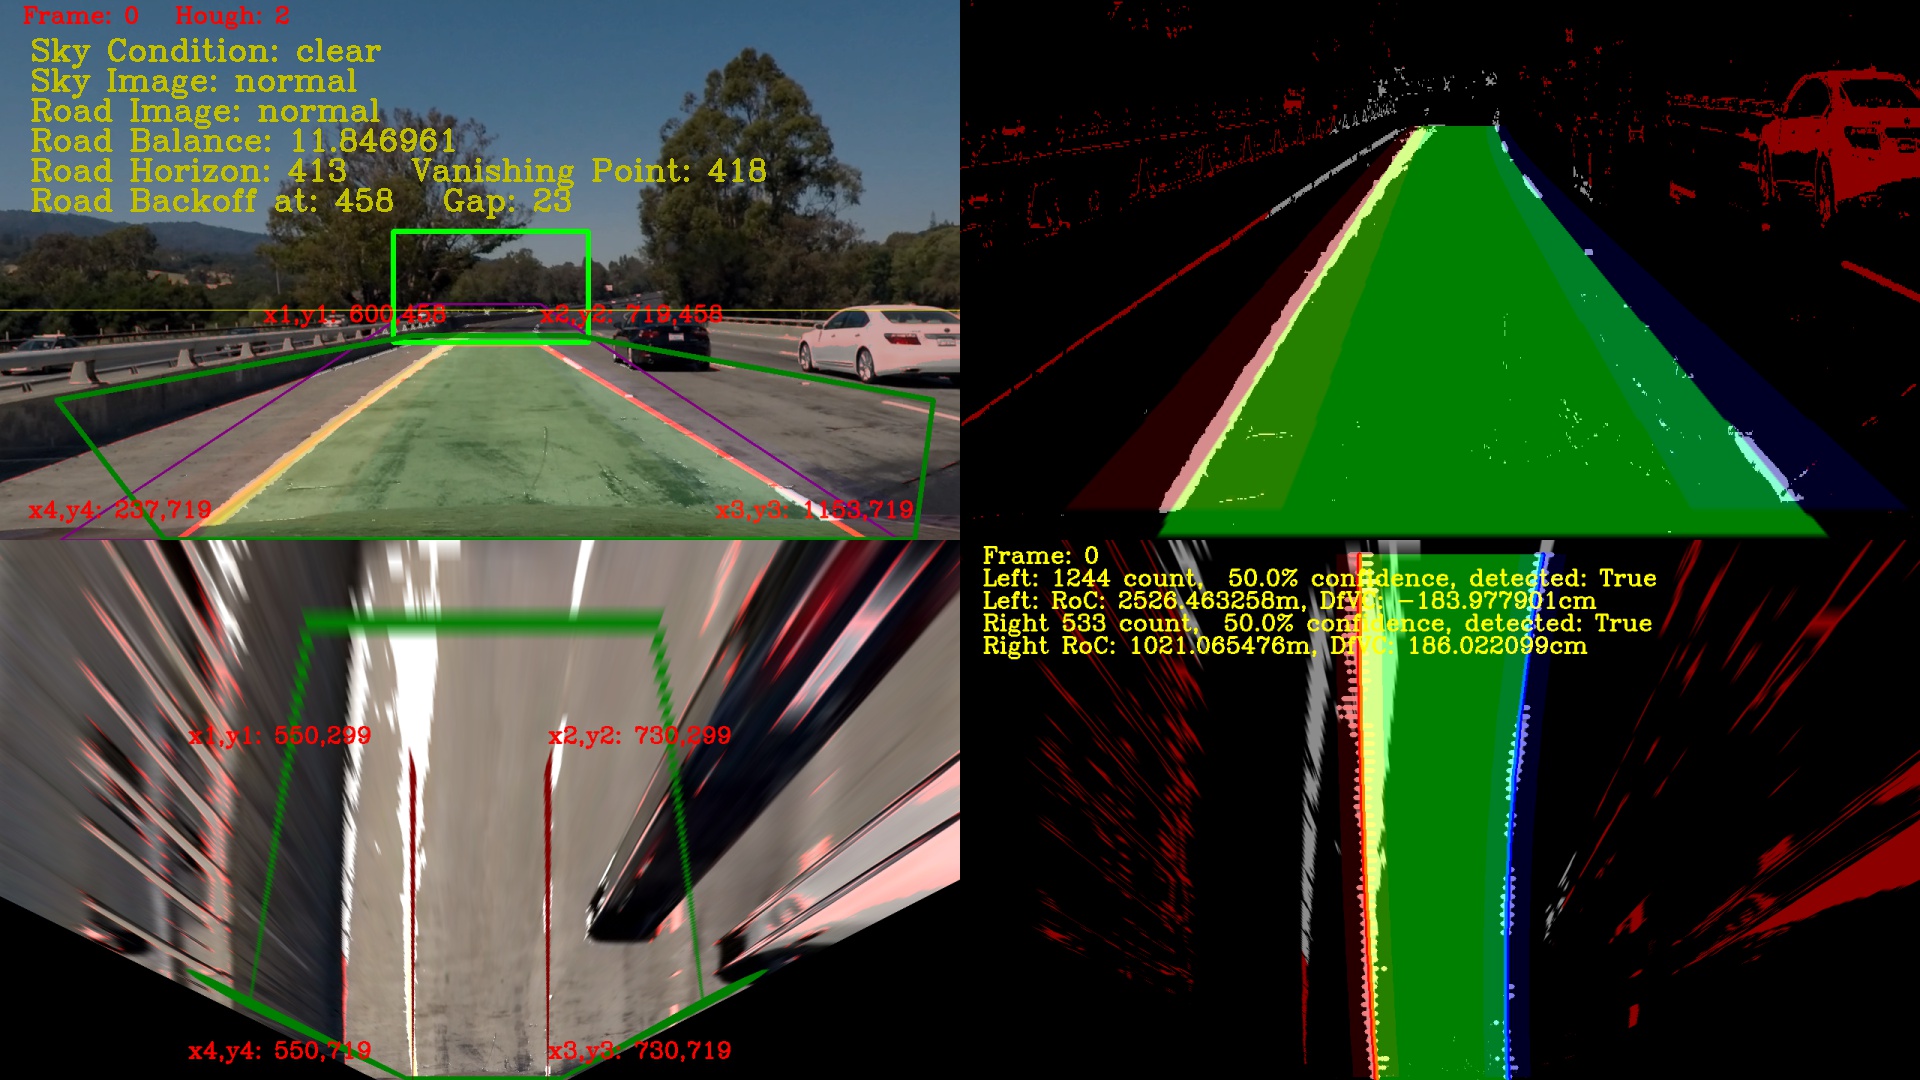 Frame: 0 Hough: 2
Sky Condition: clear
Sky Image: normal
Road Image: normal
Road Balance: 11.846961
Road Horizon: 413 Vanishing Point: 418
Road Backoff at: 458 Gap: 23
x1,y1: 600,458 x2,y2: 719,458
x4,y4: 237,719 x3,y3: 1153,719
x1,y1: 550,299 x2,y2: 730,299
x4,y4: 550,719 x3,y3: 730,719
Frame: 0
Left: 1244 count, 50.0% confidence, detected: True
Left: RoC: 2526.463258m, DfVC: -183.977901cm
Right 533 count, 50.0% confidence, detected: True
Right RoC: 1021.065476m, DfVC: 186.022099cm